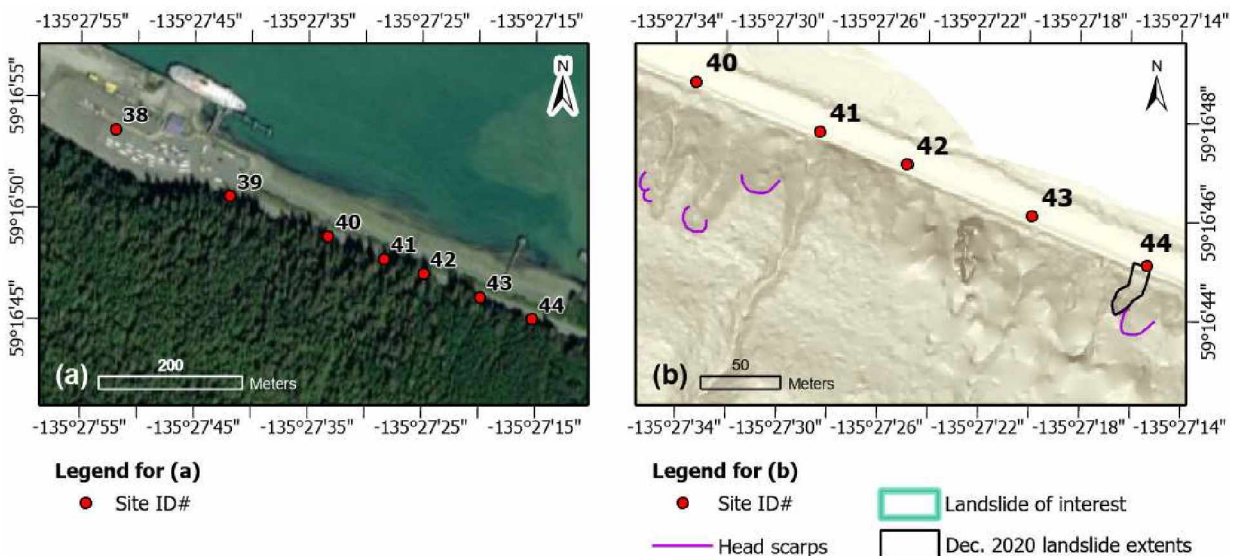 -135°27'55" -135°27'45" -135°27'35" -135°27'25" -135°27'15"
-135°27'34" -135°27'30" -135°27'26" -135°27'22" -135°27'18" -135°27'14"
59°16'55"
59°16'50"
59°16'45"
N
38
39
40
41
42
43
44
(a)
200
Meters
N
40
41
42
43
44
(b)
50
Meters
59°16'48"
59°16'46"
59°16'44"
-135°27'55" -135°27'45" -135°27'35" -135°27'25" -135°27'15"
-135°27'34" -135°27'30" -135°27'26" -135°27'22" -135°27'18" -135°27'14"
Legend for (a)
Site ID#
Legend for (b)
Site ID#
Landslide of interest
Head scarps
Dec. 2020 landslide extents